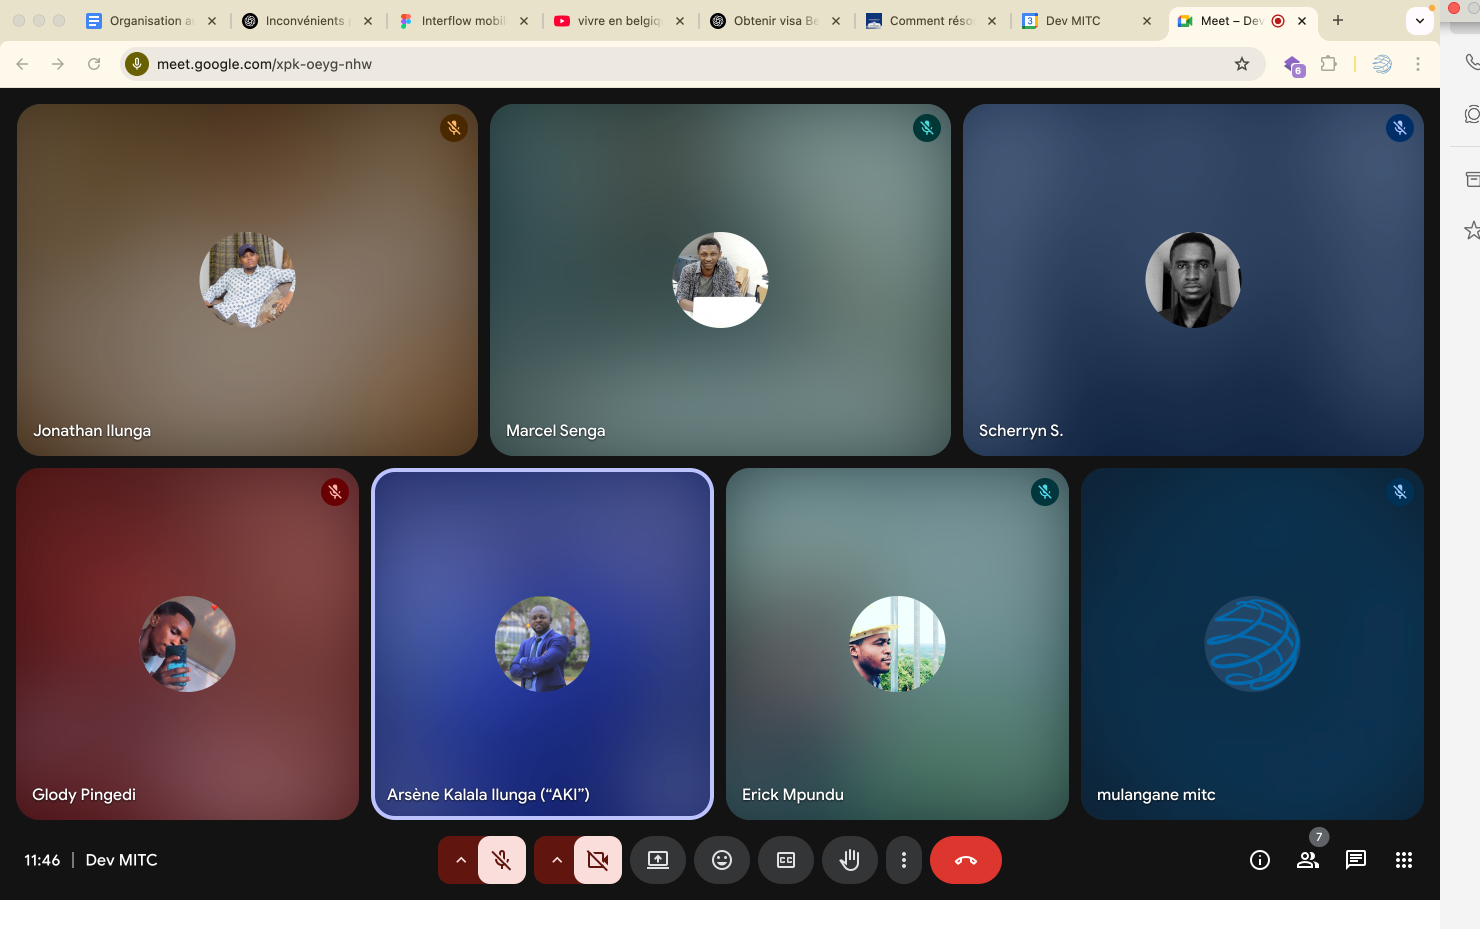 Organisation a
Inconvénients
Interflow mobil
vivre en belgiq
Obtenir visa Be
Comment réso
3
Dev MITC
Meet – Dev
meet.google.com/xpk-oeyg-nhw
6
Jonathan Ilunga
Marcel Senga
Scherryn S.
Glody Pingedi
Arsène Kalala Ilunga (“AKI”)
Erick Mpundu
mulangane mitc
11:46 | Dev MITC
7